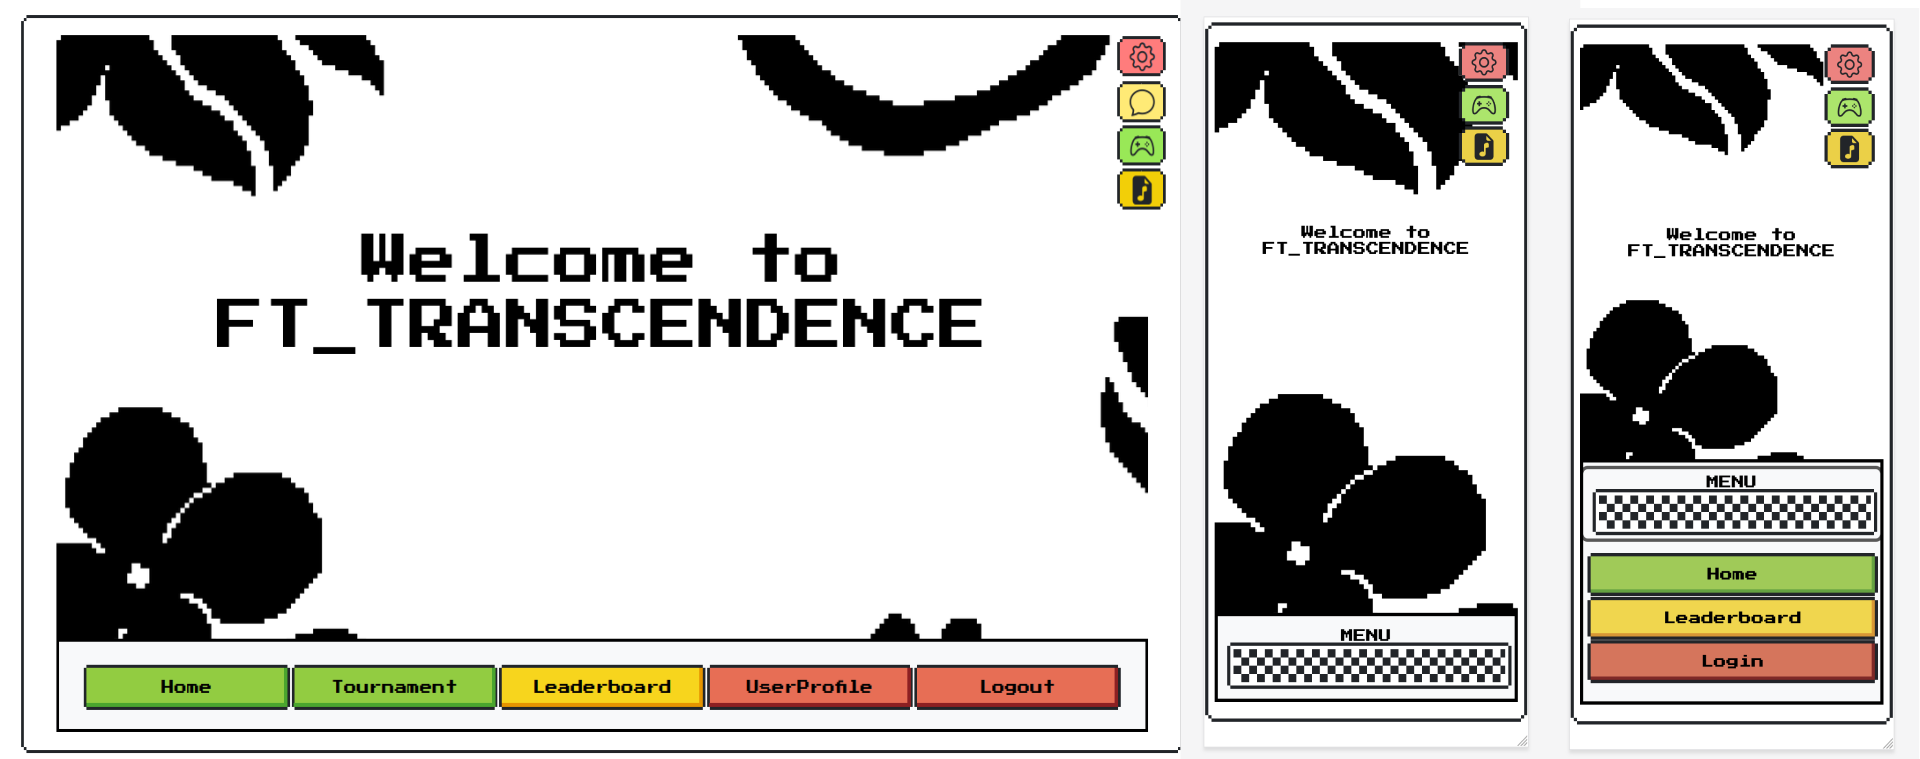 Welcome to
FT_TRANSCENDENCE
Home
Tournament
Leaderboard
UserProfile
Logout
Welcome to
FT_TRANSCENDENCE
MENU
Welcome to
FT_TRANSCENDENCE
MENU
Home
Leaderboard
Login